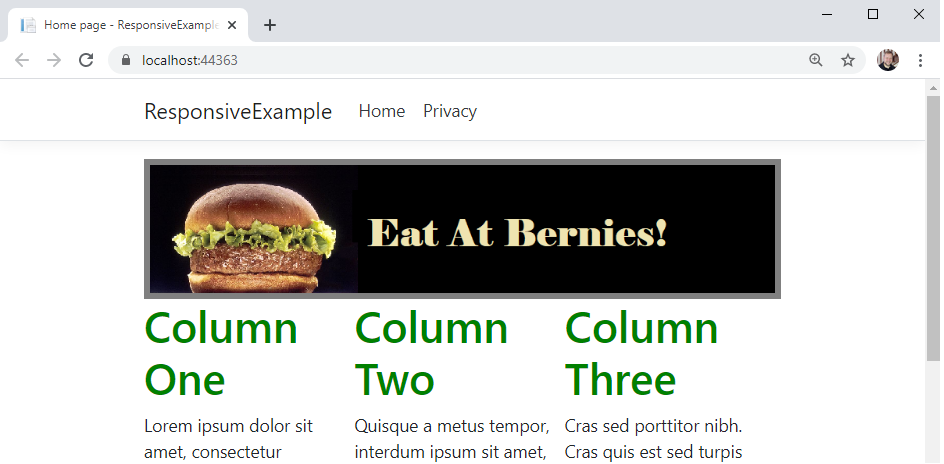 Home page - ResponsiveExample
localhost:44363
ResponsiveExample Home Privacy
Eat At Bernies!
Column One
Column Two
Column Three
Lorem ipsum dolor sit
amet, consectetur
Quisque a metus tempor,
interdum ipsum sit amet,
Cras sed porttitor nibh.
Cras quis est sed turpis